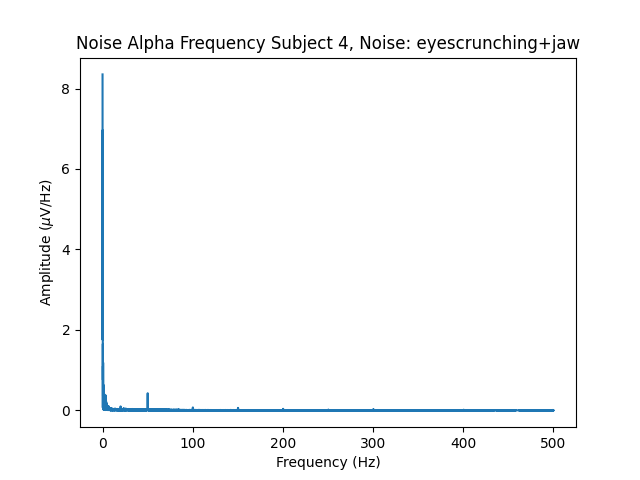 Noise Alpha Frequency Subject 4, Noise: eyescrunching+jaw
8
6
4
2
0
Amplitude (μV/Hz)
0 100 200 300 400 500
Frequency (Hz)